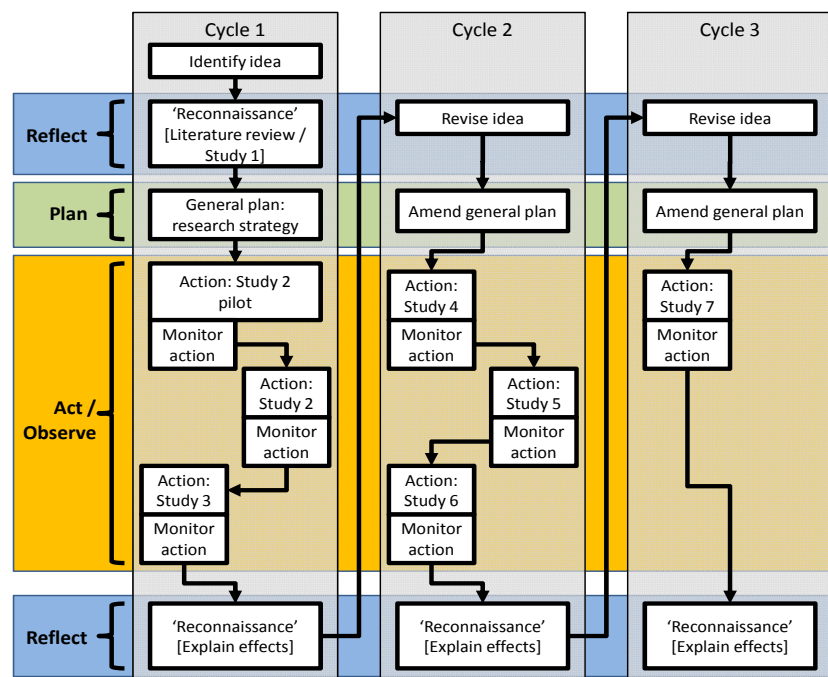 Cycle 1
Cycle 2
Cycle 3
Identify idea
Reflect
‘Reconnaissance’
[Literature review /
Study 1]
Revise idea
Revise idea
Plan
General plan:
research strategy
Amend general plan
Amend general plan
Act /
Observe
Action: Study 2
pilot
Monitor
action
Action:
Study 2
Monitor
action
Action:
Study 3
Monitor
action
Action:
Study 4
Monitor
action
Action:
Study 5
Monitor
action
Action:
Study 6
Monitor
action
Action:
Study 7
Monitor
action
Reflect
‘Reconnaissance’
[Explain effects]
‘Reconnaissance’
[Explain effects]
‘Reconnaissance’
[Explain effects]